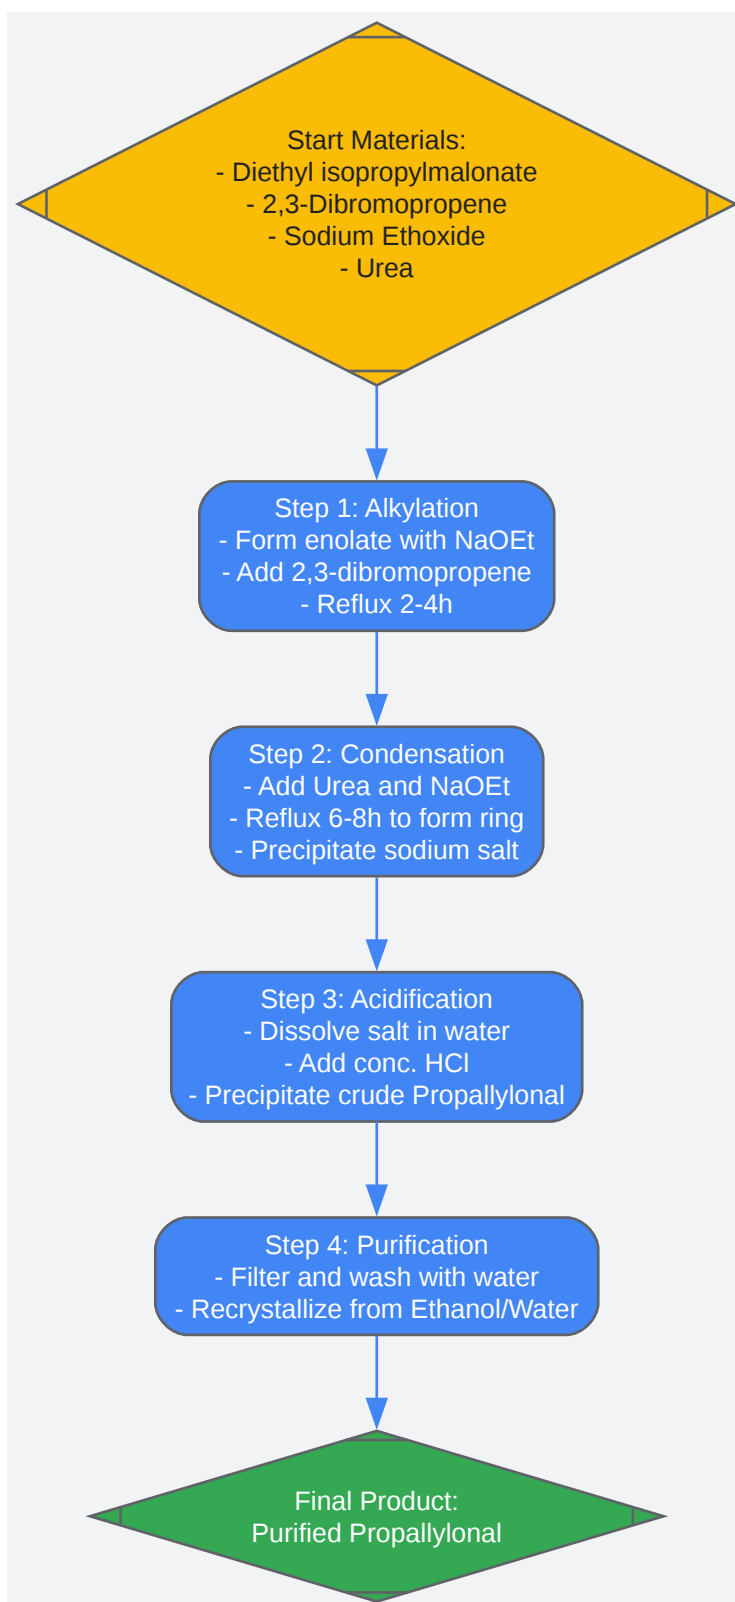 Start Materials:
- Diethyl isopropylmalonate
- 2,3-Dibromopropene
- Sodium Ethoxide
- Urea
Step 1: Alkylation
- Form enolate with NaOEt
- Add 2,3-dibromopropene
- Reflux 2-4h
Step 2: Condensation
- Add Urea and NaOEt
- Reflux 6-8h to form ring
- Precipitate sodium salt
Step 3: Acidification
- Dissolve salt in water
- Add conc. HCl
- Precipitate crude Propallylonal
Step 4: Purification
- Filter and wash with water
- Recrystallize from Ethanol/Water
Final Product:
Purified Propallylonal